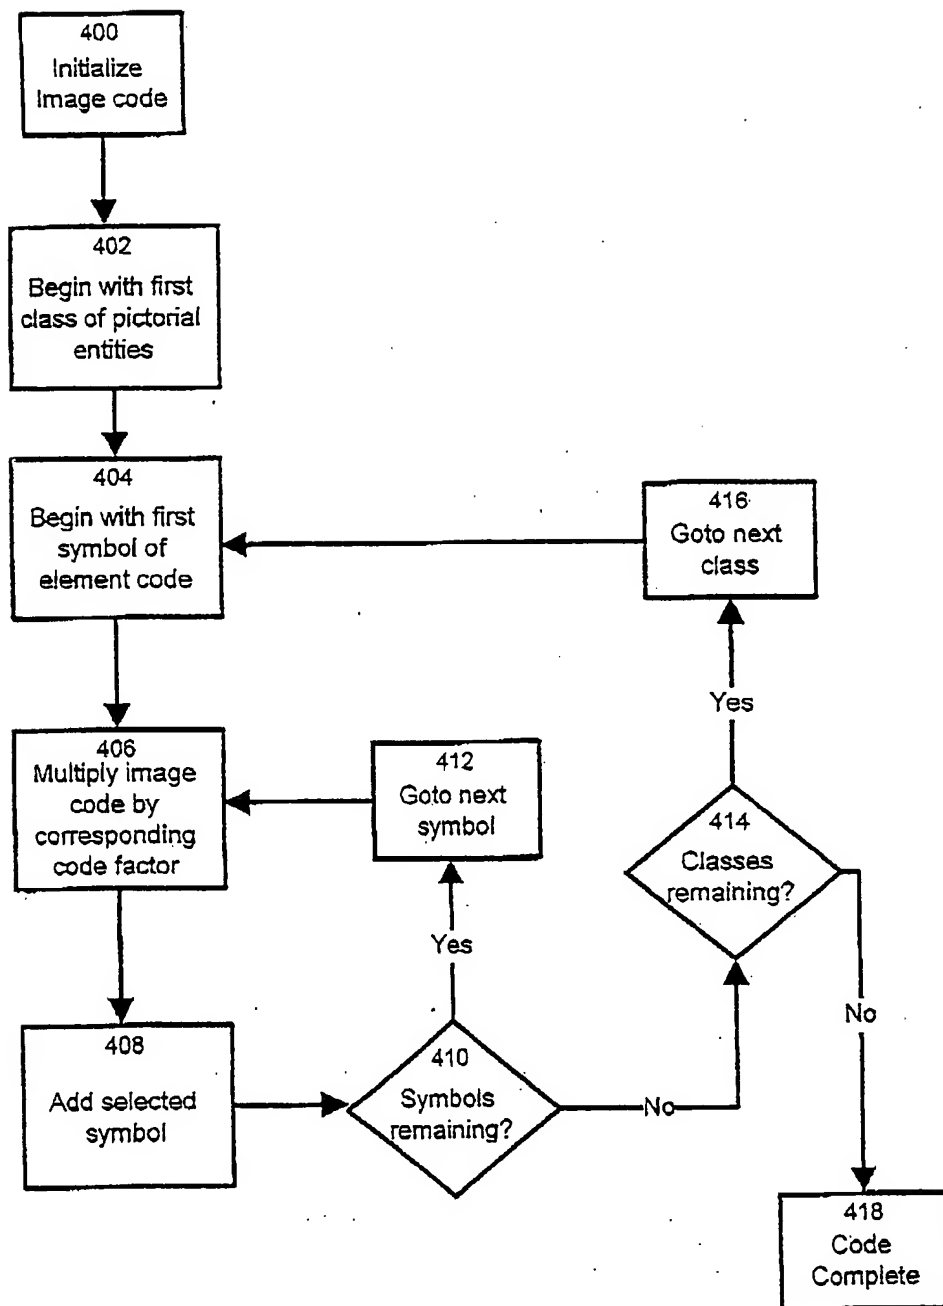 400
Initialize
Image code
402
Begin with first
class of pictorial
entities
404
Begin with first
symbol of
element code
416
Goto next
class
Yes
406
Multiply image
code by
corresponding
code factor
412
Goto next
symbol
414
Classes
remaining?
Yes
No
408
Add selected
symbol
410
Symbols
remaining?
No
418
Code
Complete